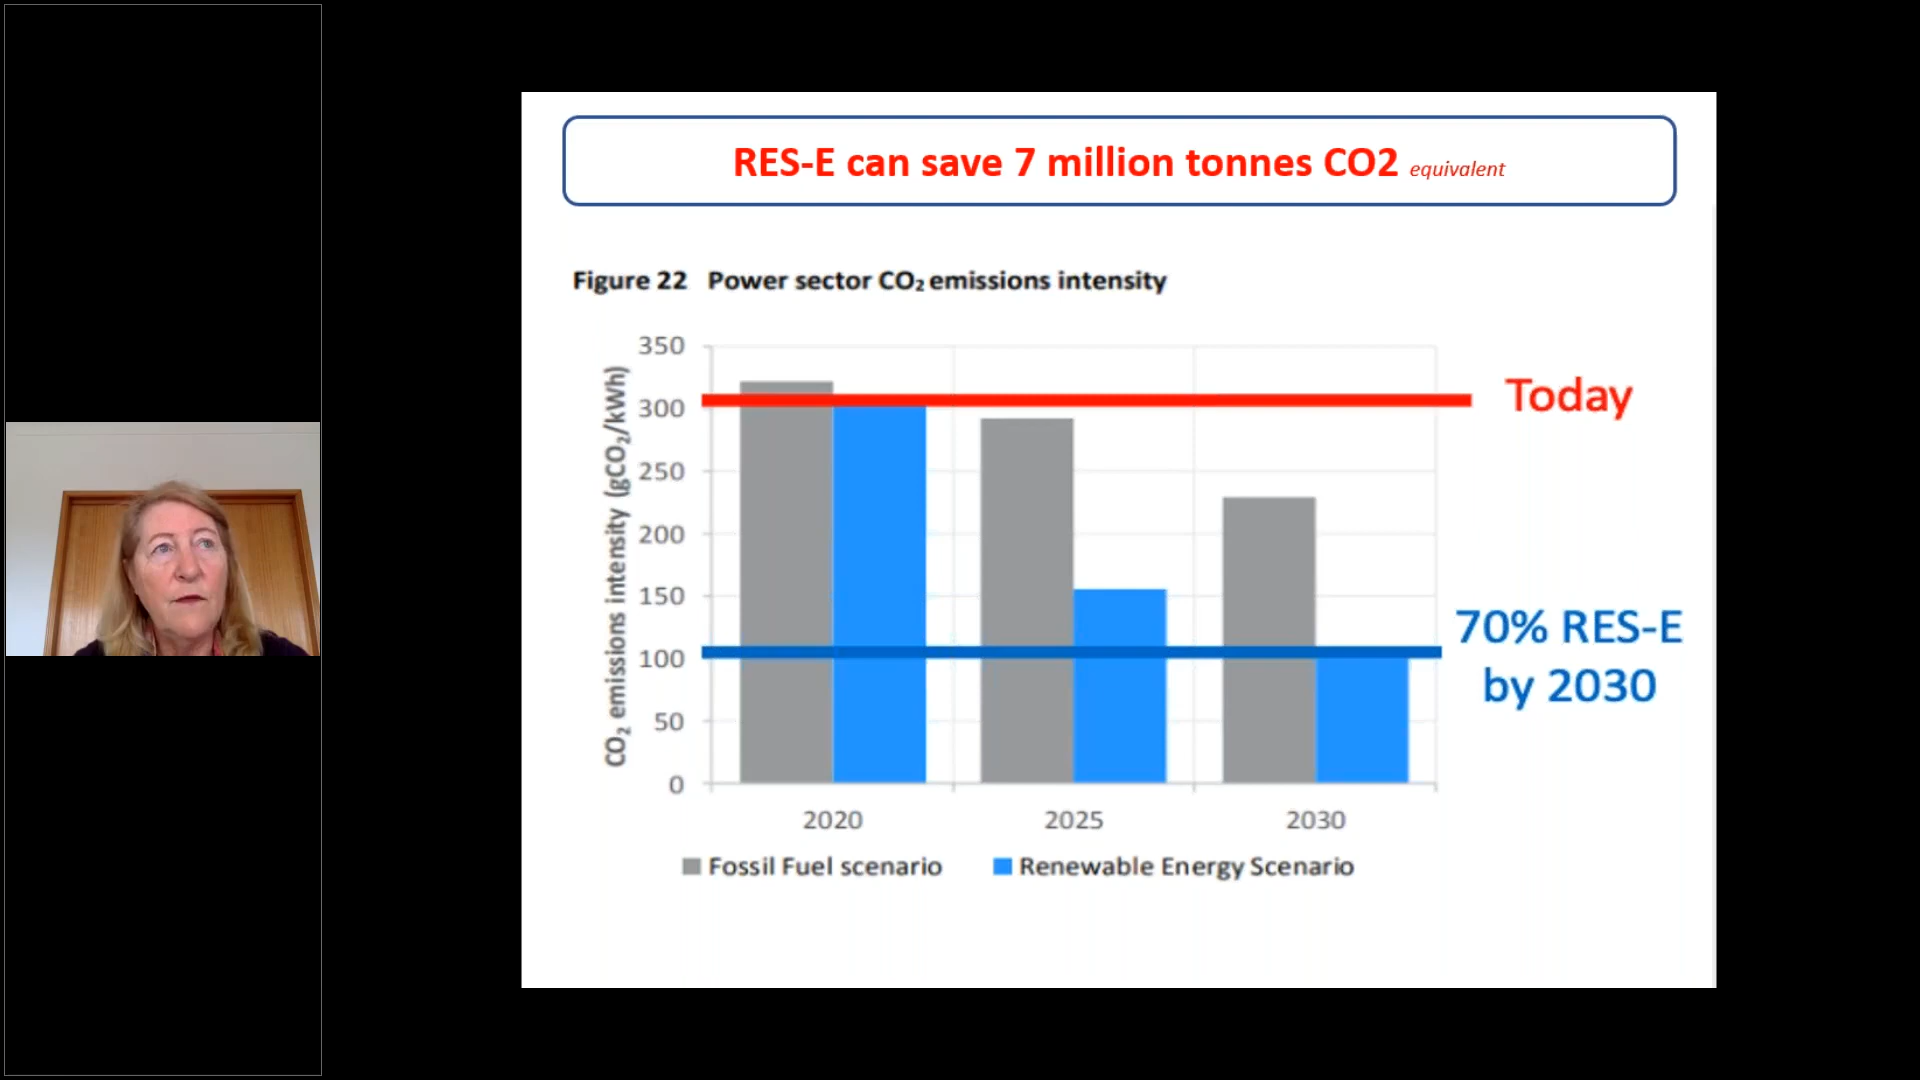 RES-E can save 7 million tonnes CO2 equivalent
Figure 22 Power sector CO₂ emissions intensity
CO₂ emissions intensity (gCO₂/kWh)
350
300
250
200
150
100
50
0
Today
70% RES-E
by 2030
2020 2025 2030
Fossil Fuel scenario Renewable Energy Scenario